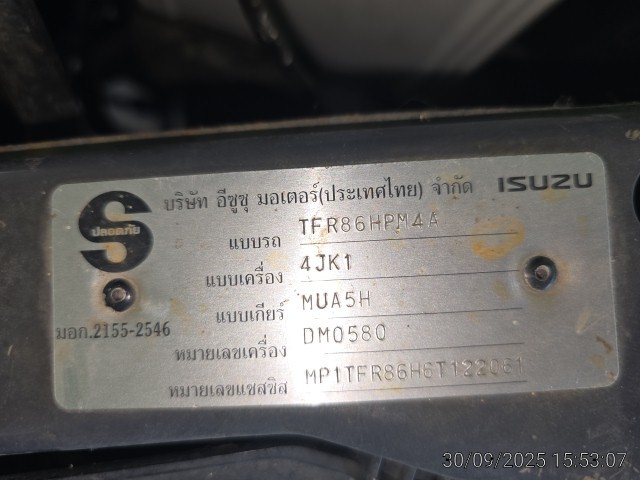 บริษัท อีซูซุ มอเตอร์(ประเทศไทย) จำกัด ISUZU
ปลอดภัย
แบบรถ TFR86HPM4A
แบบเครื่อง 4JK1
แบบเกียร์ MUA5H
มอก.2155-2546
หมายเลขเครื่อง DM0580
หมายเลขแชสซิส MP1TFR86H6T122061
30/09/2025 15:53:07